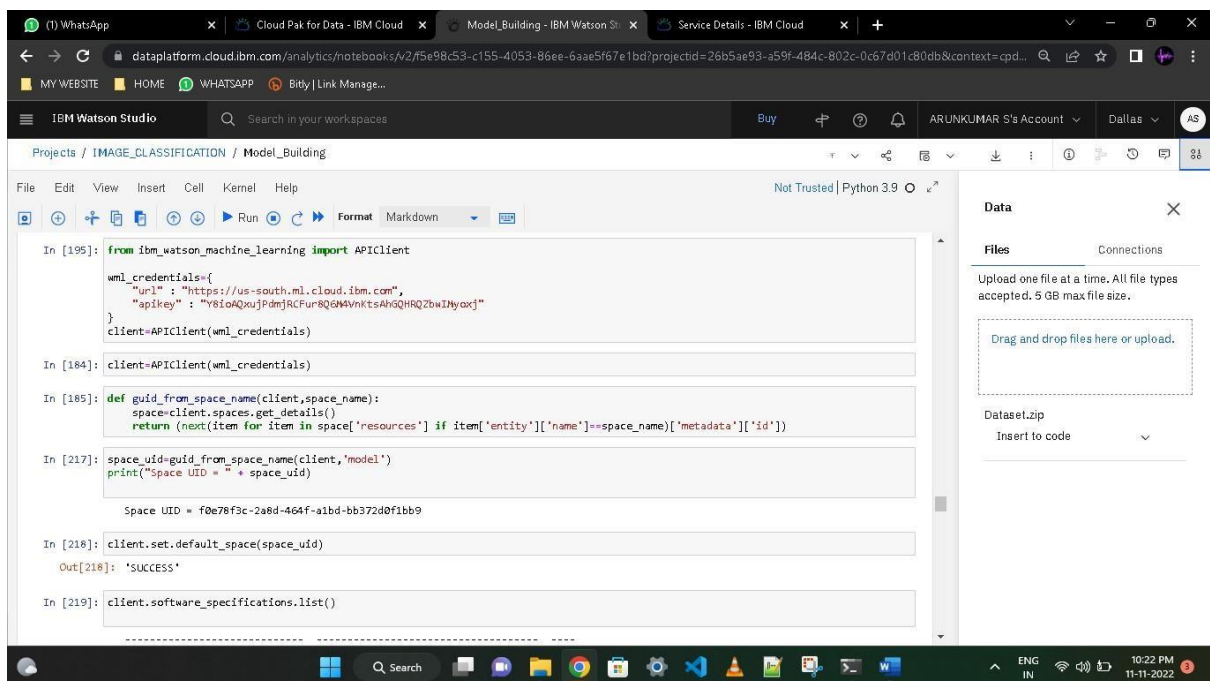 (1) WhatsApp
Cloud Pak for Data - IBM Cloud
Model_Building - IBM Watson St
Service Details - IBM Cloud
dataplatform.cloud.ibm.com/analytics/notebooks/v2/f5e98c53-c155-4053-86ee-6aae5f67e1bd?projectid=26b5ae93-a59f-484c-802c-0c67d01c80db&context=cpd...
MY WEBSITE HOME WHATSAPP Bitly | Link Manage...
IBM Watson Studio Search in your workspaces Buy ARUNKUMAR S's Account Dallas AS
Projects / IMAGE_CLASSIFICATION / Model_Building
File Edit View Insert Cell Kernel Help Not Trusted | Python 3.9
Run Format Markdown
In [195]: from ibm_watson_machine_learning import APIClient
wml_credentials={
"url" : "https://us-south.ml.cloud.ibm.com",
"apikey" : "Y8ioAQxujPdmjRCFur8Q6M4VnKtsAhGQHRQZbwIMyoxj"
}
client=APIClient(wml_credentials)
In [184]: client=APIClient(wml_credentials)
In [185]: def guid_from_space_name(client,space_name):
space=client.spaces.get_details()
return (next(item for item in space['resources'] if item['entity']['name']==space_name)['metadata']['id'])
In [217]: space_uid=guid_from_space_name(client,'model')
print("Space UID = " + space_uid)
Space UID = f0e78f3c-2a8d-464f-a1bd-bb372d0f1bb9
In [218]: client.set.default_space(space_uid)
Out[218]: 'SUCCESS'
In [219]: client.software_specifications.list()
---------------------------- ----------------------------------- ----
Data
Files Connections
Upload one file at a time. All file types
accepted. 5 GB max file size.
Drag and drop files here or upload.
Dataset.zip
Insert to code
Search
ENG
IN
10:22 PM
11-11-2022
3